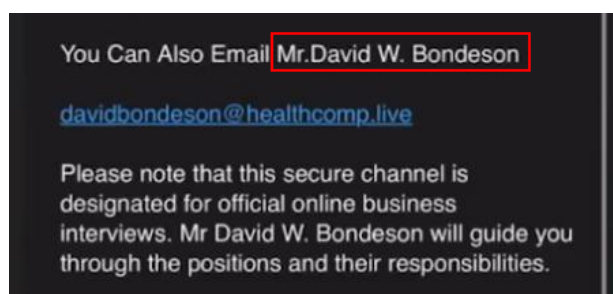 You Can Also Email Mr.David W. Bondeson
davidbondeson@healthcomp.live
Please note that this secure channel is
designated for official online business
interviews. Mr David W. Bondeson will guide you
through the positions and their responsibilities.